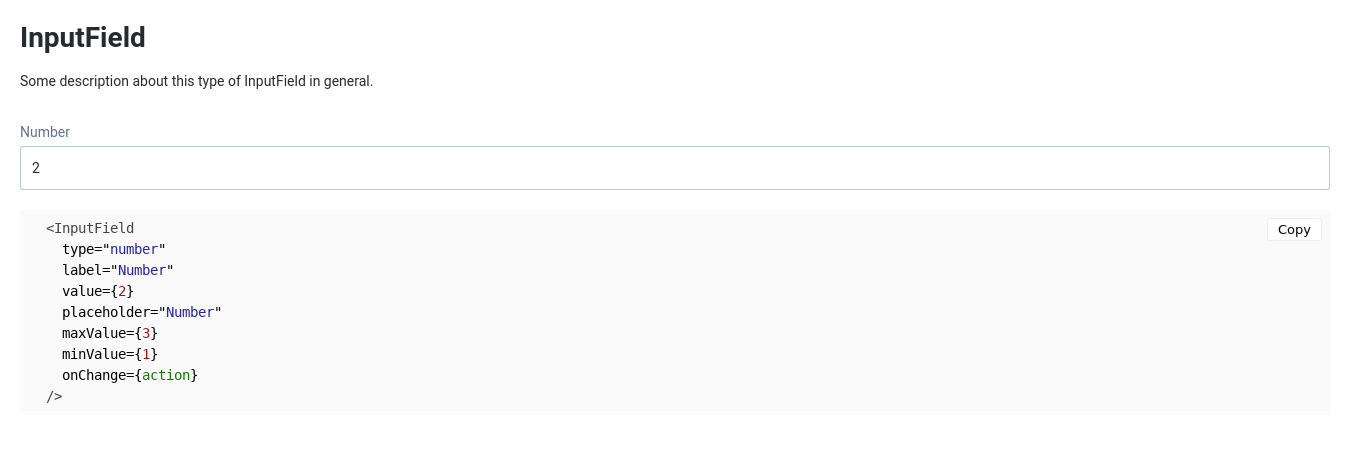 InputField
Some description about this type of InputField in general.
Number
2
<InputField
Copy
type="number"
label="Number"
value={2}
placeholder="Number"
maxValue={3}
minValue={1}
onChange={action}
/>